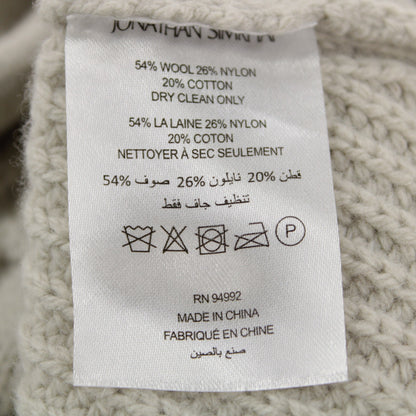 JONATHAN SIMKHAI
54% WOOL 26% NYLON
20% COTTON
DRY CLEAN ONLY
54% LA LAINE 26% NYLON
20% COTON
NETTOYER À SEC SEULEMENT
قطن 20% نايلون 26% صوف 54%
تنظيف جاف فقط
P
RN 94992
MADE IN CHINA
FABRIQUÉ EN CHINE
صنع بالصين